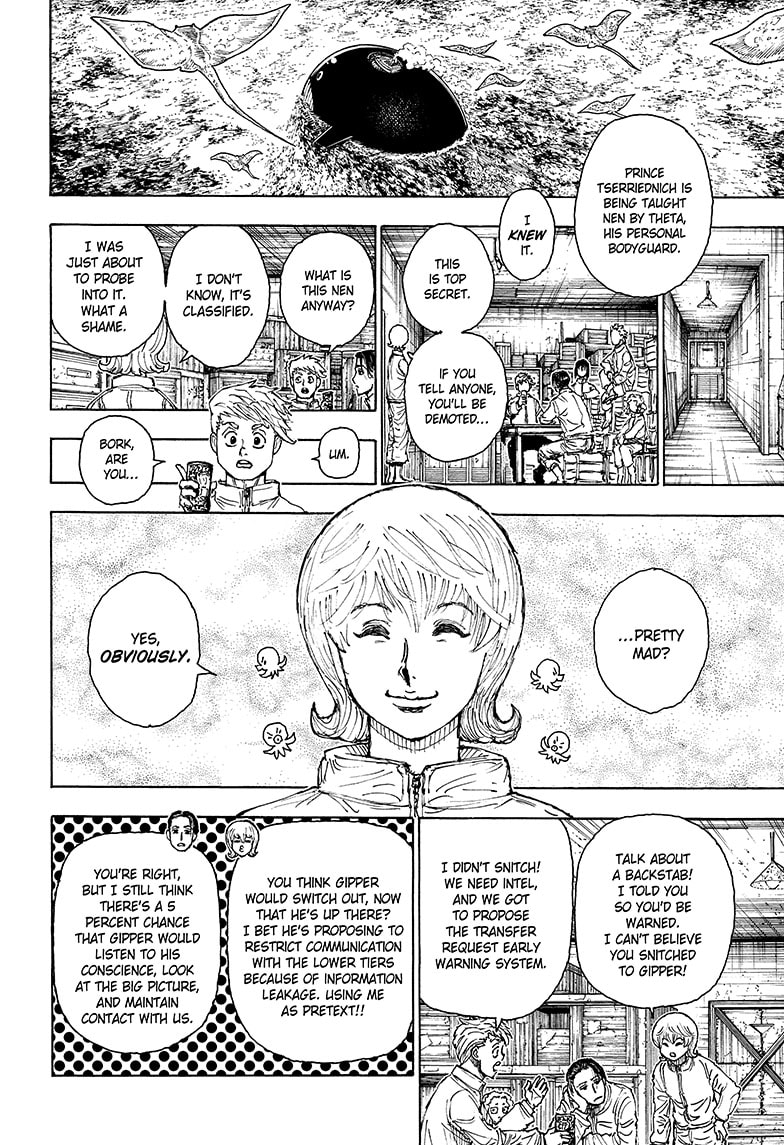 PRINCE
TSERRIEDNICH IS
BEING TAUGHT
NEN BY THETA,
HIS PERSONAL
BODYGUARD.
I
KNEW
IT.
THIS
IS TOP
SECRET.
IF YOU
TELL ANYONE,
YOU'LL BE
DEMOTED...
WHAT IS
THIS NEN
ANYWAY?
I DON'T
KNOW, IT'S
CLASSIFIED.
I WAS
JUST ABOUT
TO PROBE
INTO IT.
WHAT A
SHAME.
UM.
BORK,
ARE
YOU...
...PRETTY
MAD?
YES,
OBVIOUSLY.
TALK ABOUT
A BACKSTAB!
I TOLD YOU
SO YOU'D BE
WARNED.
I CAN'T BELIEVE
YOU SNITCHED
TO GIPPER!
I DIDN'T SNITCH!
WE NEED INTEL,
AND WE GOT
TO PROPOSE
THE TRANSFER
REQUEST EARLY
WARNING SYSTEM.
YOU THINK GIPPER
WOULD SWITCH OUT, NOW
THAT HE'S UP THERE?
I BET HE'S PROPOSING TO
RESTRICT COMMUNICATION
WITH THE LOWER TIERS
BECAUSE OF INFORMATION
LEAKAGE. USING ME
AS PRETEXT!!
YOU'RE RIGHT,
BUT I STILL THINK
THERE'S A 5
PERCENT CHANCE
THAT GIPPER WOULD
LISTEN TO HIS
CONSCIENCE, LOOK
AT THE BIG PICTURE,
AND MAINTAIN
CONTACT WITH US.